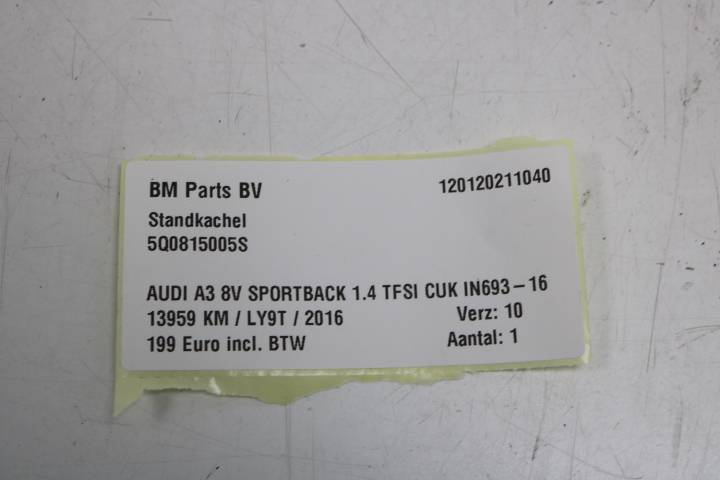 BM Parts BV 120120211040
Standkachel
5Q0815005S
AUDI A3 8V SPORTBACK 1.4 TFSI CUK IN693-16
13959 KM / LY9T / 2016 Verz: 10
199 Euro incl. BTW Aantal: 1